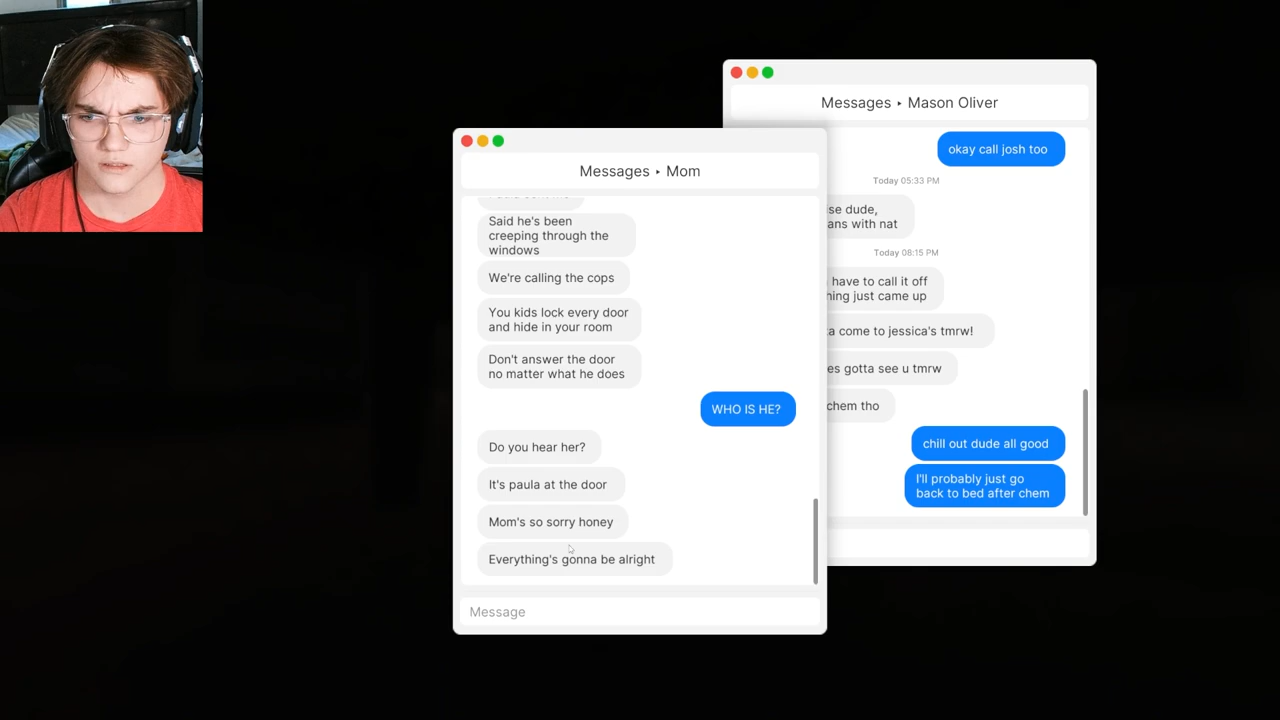 Messages ‣ Mom
Said he's been
creeping through the
windows
We're calling the cops
You kids lock every door
and hide in your room
Don't answer the door
no matter what he does
WHO IS HE?
Do you hear her?
It's paula at the door
Mom's so sorry honey
Everything's gonna be alright
Message
Messages ‣ Mason Oliver
okay call josh too
Today 05:33 PM
dude,
with nat
Today 08:15 PM
have to call it off
just came up
come to jessica's tmrw!
gotta see u tmrw
chem tho
chill out dude all good
I'll probably just go
back to bed after chem